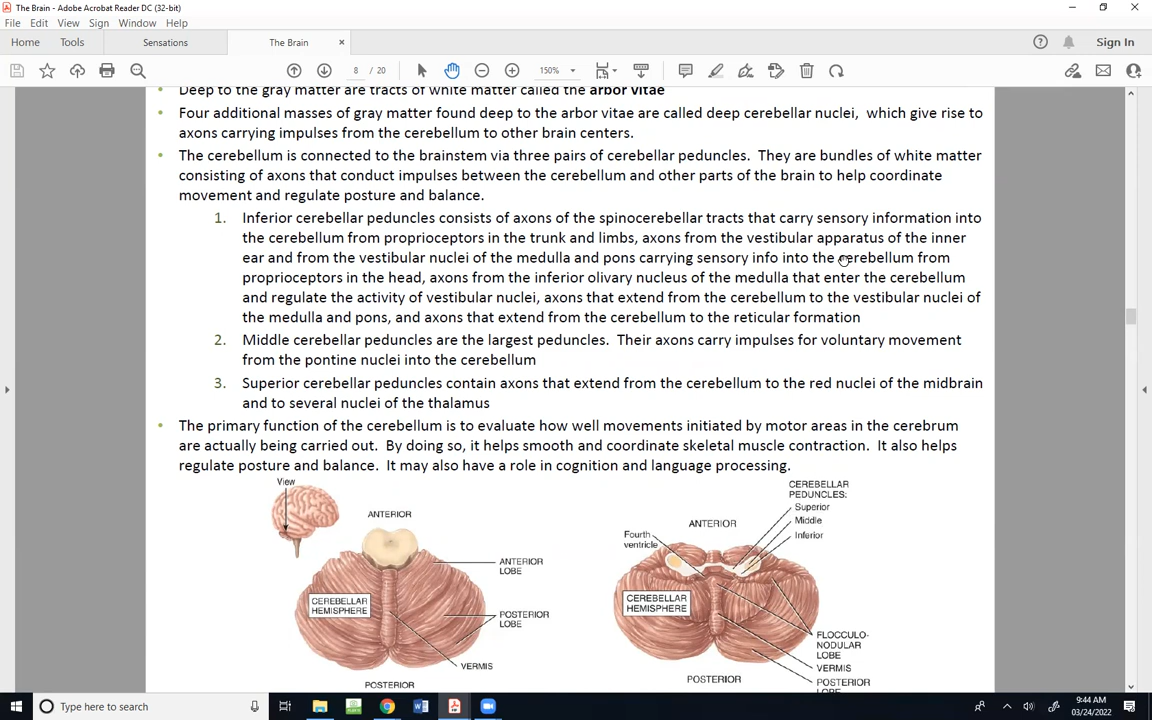 The Brain - Adobe Acrobat Reader DC (32-bit)
File Edit View Sign Window Help
Home Tools Sensations The Brain × Sign In
8 / 20 150%
Deep to the gray matter are tracts of white matter called the arbor vitae
Four additional masses of gray matter found deep to the arbor vitae are called deep cerebellar nuclei, which give rise to
axons carrying impulses from the cerebellum to other brain centers.
The cerebellum is connected to the brainstem via three pairs of cerebellar peduncles. They are bundles of white matter
consisting of axons that conduct impulses between the cerebellum and other parts of the brain to help coordinate
movement and regulate posture and balance.
1. Inferior cerebellar peduncles consists of axons of the spinocerebellar tracts that carry sensory information into
the cerebellum from proprioceptors in the trunk and limbs, axons from the vestibular apparatus of the inner
ear and from the vestibular nuclei of the medulla and pons carrying sensory info into the cerebellum from
proprioceptors in the head, axons from the inferior olivary nucleus of the medulla that enter the cerebellum
and regulate the activity of vestibular nuclei, axons that extend from the cerebellum to the vestibular nuclei of
the medulla and pons, and axons that extend from the cerebellum to the reticular formation
2. Middle cerebellar peduncles are the largest peduncles. Their axons carry impulses for voluntary movement
from the pontine nuclei into the cerebellum
3. Superior cerebellar peduncles contain axons that extend from the cerebellum to the red nuclei of the midbrain
and to several nuclei of the thalamus
The primary function of the cerebellum is to evaluate how well movements initiated by motor areas in the cerebrum
are actually being carried out. By doing so, it helps smooth and coordinate skeletal muscle contraction. It also helps
regulate posture and balance. It may also have a role in cognition and language processing.
View
ANTERIOR
ANTERIOR
LOBE
CEREBELLAR
HEMISPHERE
POSTERIOR
LOBE
VERMIS
POSTERIOR
CEREBELLAR
PEDUNCLES:
Superior
Middle
Inferior
ANTERIOR
Fourth
ventricle
CEREBELLAR
HEMISPHERE
FLOCCULO-
NODULAR
LOBE
VERMIS
POSTERIOR
LOBE
POSTERIOR
Type here to search
9:44 AM
03/24/2022